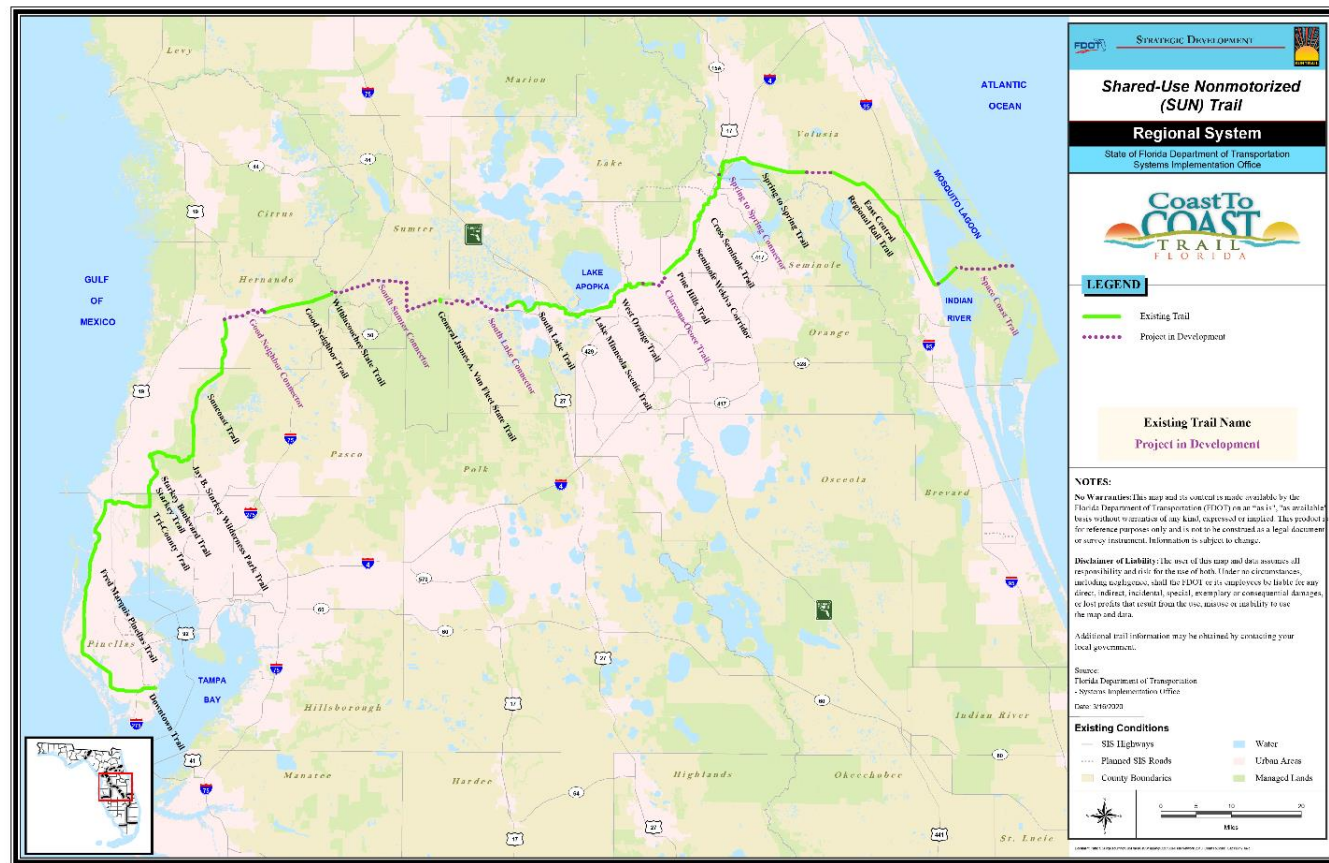 Levy
Marion
Citrus
Sumter
Hernando
Lake
Volusia
Seminole
Orange
Pasco
Polk
Osceola
Pinellas
Hillsborough
Manatee
Highlands
Okeechobee
Indian River
St. Lucie
GULF
OF
MEXICO
ATLANTIC
OCEAN
MOSQUITO LAGOON
INDIAN
RIVER
LAKE
APOPKA
TAMPA
BAY
Good Neighbor Connector
Good Neighbor Trail
Withlacoochee State Trail
South Sumter Connector
General James A. Van Fleet State Trail
South Lake Connector
South Lake Trail
Lake Minneola Scenic Trail
West Orange Trail
Clarcona-Ocoee Trail
Pine Hills Trail
Seminole Wekiva Corridor
Cross Seminole Trail
Spring to Spring Connector
Spring to Spring Trail
East Central
Regional Rail Trail
Space Coast Trail
Suncoast Trail
Jay B. Starkey Wilderness Park Trail
Starkey Boulevard Trail
Starkey Trail
Tri-County Trail
Fred Marquis Pinellas Trail
Downtown Trail
FDOT
STRATEGIC DEVELOPMENT
SUN TRAIL
Shared-Use Nonmotorized
(SUN) Trail
Regional System
State of Florida Department of Transportation
Systems Implementation Office
Coast To
COAST
TRAIL
FLORIDA
LEGEND
Existing Trail
Project in Development
Existing Trail Name
Project in Development
NOTES:
No Warranties: This map and its content is made available by the
Florida Department of Transportation (FDOT) on an "as is", "as available"
basis without warranties of any kind, expressed or implied. This product is
for reference purposes only and is not to be construed as a legal document
or survey instrument. Information is subject to change.
Disclaimer of Liability: The user of this map and data assumes all
responsibility and risk for the use of both. Under no circumstances,
including negligence, shall the FDOT or its employees be liable for any
direct, indirect, incidental, special, exemplary or consequential damages,
or lost profits that result from the use, misuse or inability to use
the map and data.
Additional trail information may be obtained by contacting your
local government.
Source:
Florida Department of Transportation
- Systems Implementation Office
Date: 3/16/2020
Existing Conditions
SIS Highways
Planned SIS Roads
County Boundaries
Water
Urban Areas
Managed Lands
0 5 10 20
Miles